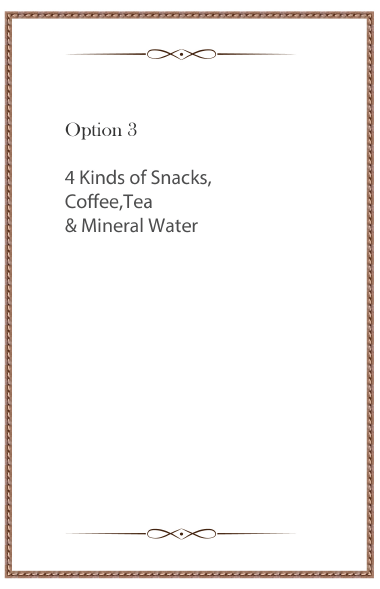 Option 3
4 Kinds of Snacks,
Coffee,Tea
& Mineral Water